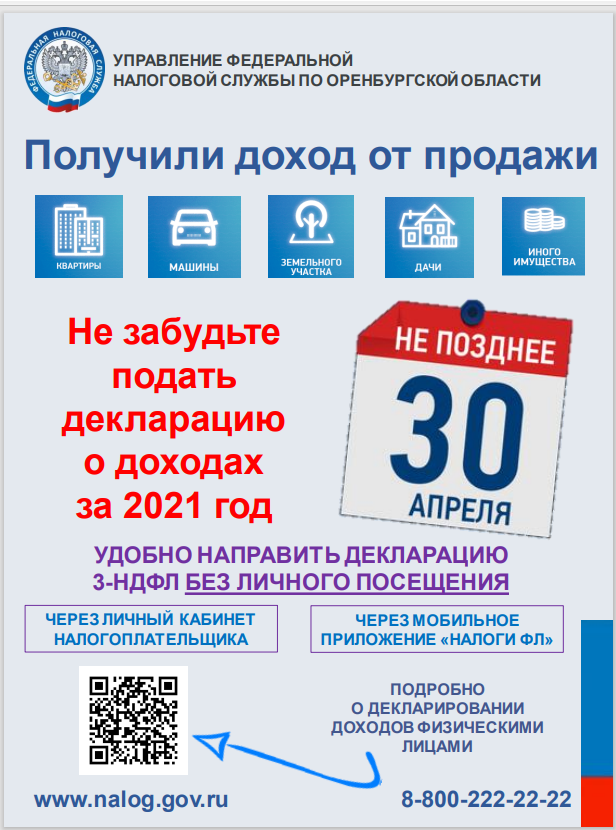 ФЕДЕРАЛЬНАЯ НАЛОГОВАЯ СЛУЖБА
УПРАВЛЕНИЕ ФЕДЕРАЛЬНОЙ
НАЛОГОВОЙ СЛУЖБЫ ПО ОРЕНБУРГСКОЙ ОБЛАСТИ
Получили доход от продажи
КВАРТИРЫ
МАШИНЫ
ЗЕМЕЛЬНОГО
УЧАСТКА
ДАЧИ
ИНОГО
ИМУЩЕСТВА
Не забудьте
подать
декларацию
о доходах
за 2021 год
НЕ ПОЗДНЕЕ
30
АПРЕЛЯ
УДОБНО НАПРАВИТЬ ДЕКЛАРАЦИЮ
3-НДФЛ БЕЗ ЛИЧНОГО ПОСЕЩЕНИЯ
ЧЕРЕЗ ЛИЧНЫЙ КАБИНЕТ
НАЛОГОПЛАТЕЛЬЩИКА
ЧЕРЕЗ МОБИЛЬНОЕ
ПРИЛОЖЕНИЕ «НАЛОГИ ФЛ»
ПОДРОБНО
О ДЕКЛАРИРОВАНИИ
ДОХОДОВ ФИЗИЧЕСКИМИ
ЛИЦАМИ
www.nalog.gov.ru
8-800-222-22-22